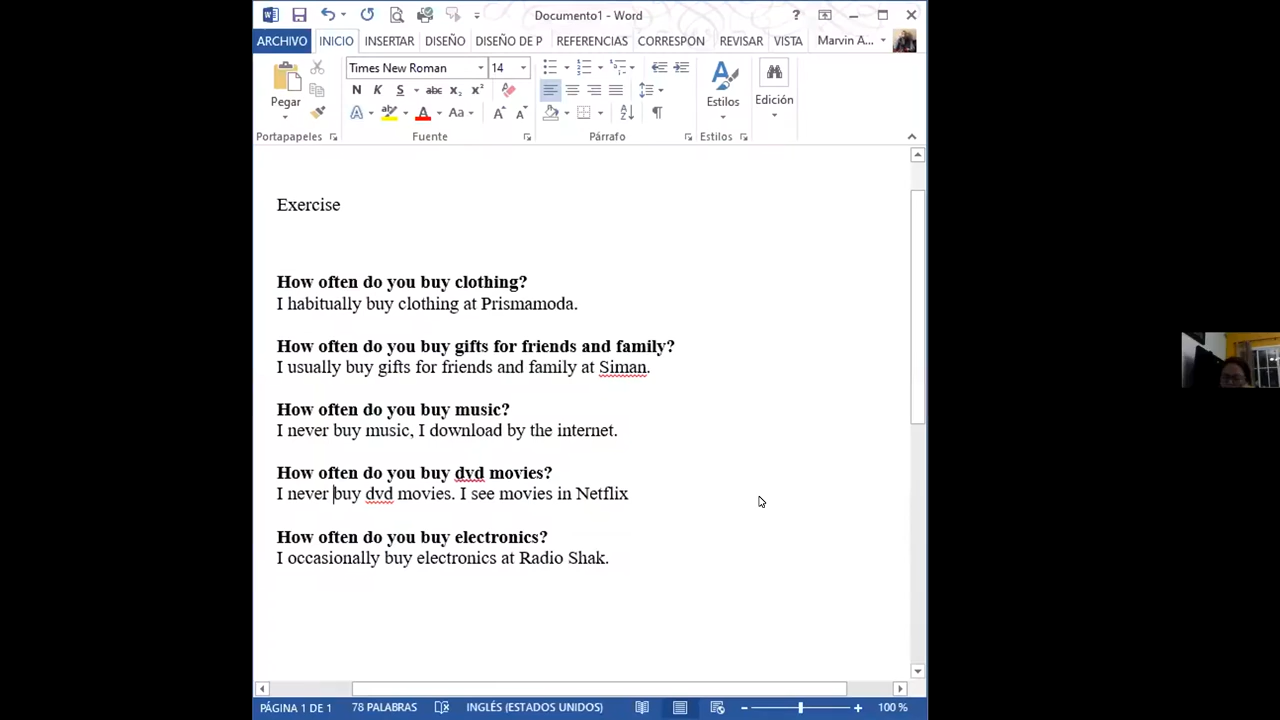 Documento1 - Word
?
ARCHIVO INICIO INSERTAR DISEÑO DISEÑO DE P REFERENCIAS CORRESPON REVISAR VISTA Marvin A...
Times New Roman 14
Pegar
N K S abc x₂ x²
A A Aa A A
Estilos
Edición
Portapapeles Fuente Párrafo Estilos
Exercise
How often do you buy clothing?
I habitually buy clothing at Prismamoda.
How often do you buy gifts for friends and family?
I usually buy gifts for friends and family at Siman.
How often do you buy music?
I never buy music, I download by the internet.
How often do you buy dvd movies?
I never buy dvd movies. I see movies in Netflix
How often do you buy electronics?
I occasionally buy electronics at Radio Shak.
PÁGINA 1 DE 1 78 PALABRAS INGLÉS (ESTADOS UNIDOS) 100 %